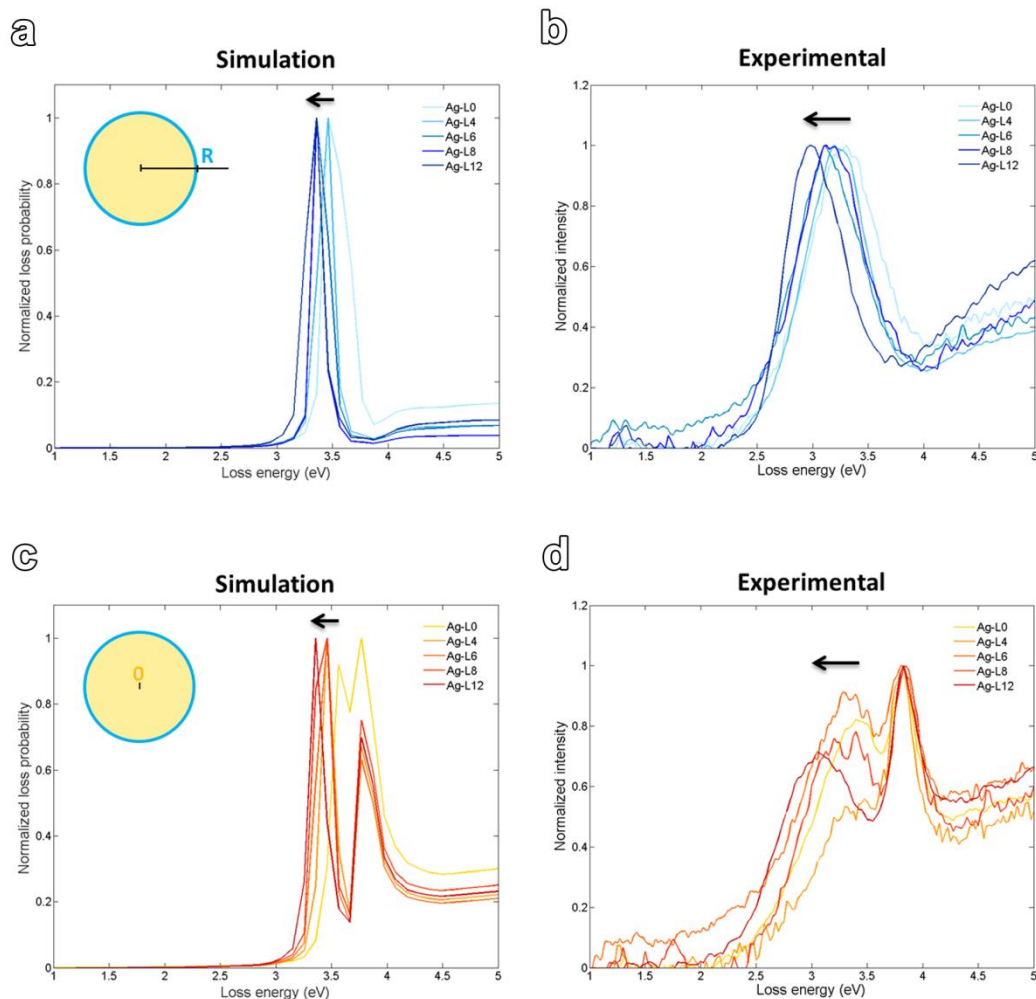 a
Simulation
Normalized loss probability
1
0.8
0.6
0.4
0.2
0
R
Ag-L0
Ag-L4
Ag-L6
Ag-L8
Ag-L12
1 1.5 2 2.5 3 3.5 4 4.5 5
Loss energy (eV)
b
Experimental
Normalized intensity
1.2
1
0.8
0.6
0.4
0.2
0
Ag-L0
Ag-L4
Ag-L6
Ag-L8
Ag-L12
1 1.5 2 2.5 3 3.5 4 4.5 5
Loss energy (eV)
c
Simulation
Normalized loss probability
1
0.8
0.6
0.4
0.2
0
0
Ag-L0
Ag-L4
Ag-L6
Ag-L8
Ag-L12
1 1.5 2 2.5 3 3.5 4 4.5 5
Loss energy (eV)
d
Experimental
Normalized intensity
1.2
1
0.8
0.6
0.4
0.2
0
Ag-L0
Ag-L4
Ag-L6
Ag-L8
Ag-L12
1 1.5 2 2.5 3 3.5 4 4.5 5
Loss energy (eV)